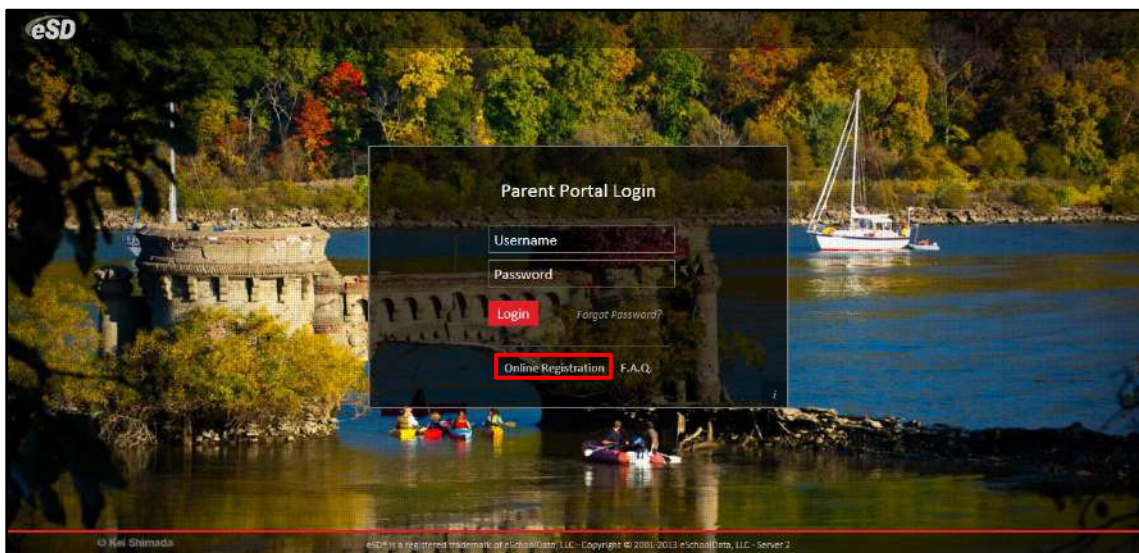 eSD
Parent Portal Login
Username
Password
Login Forgot Password?
Online Registration F.A.Q.
i
© Kei Shimada
eSD® is a registered trademark of eSchoolData, LLC - Copyright © 2001-2013 eSchoolData, LLC - Server 2